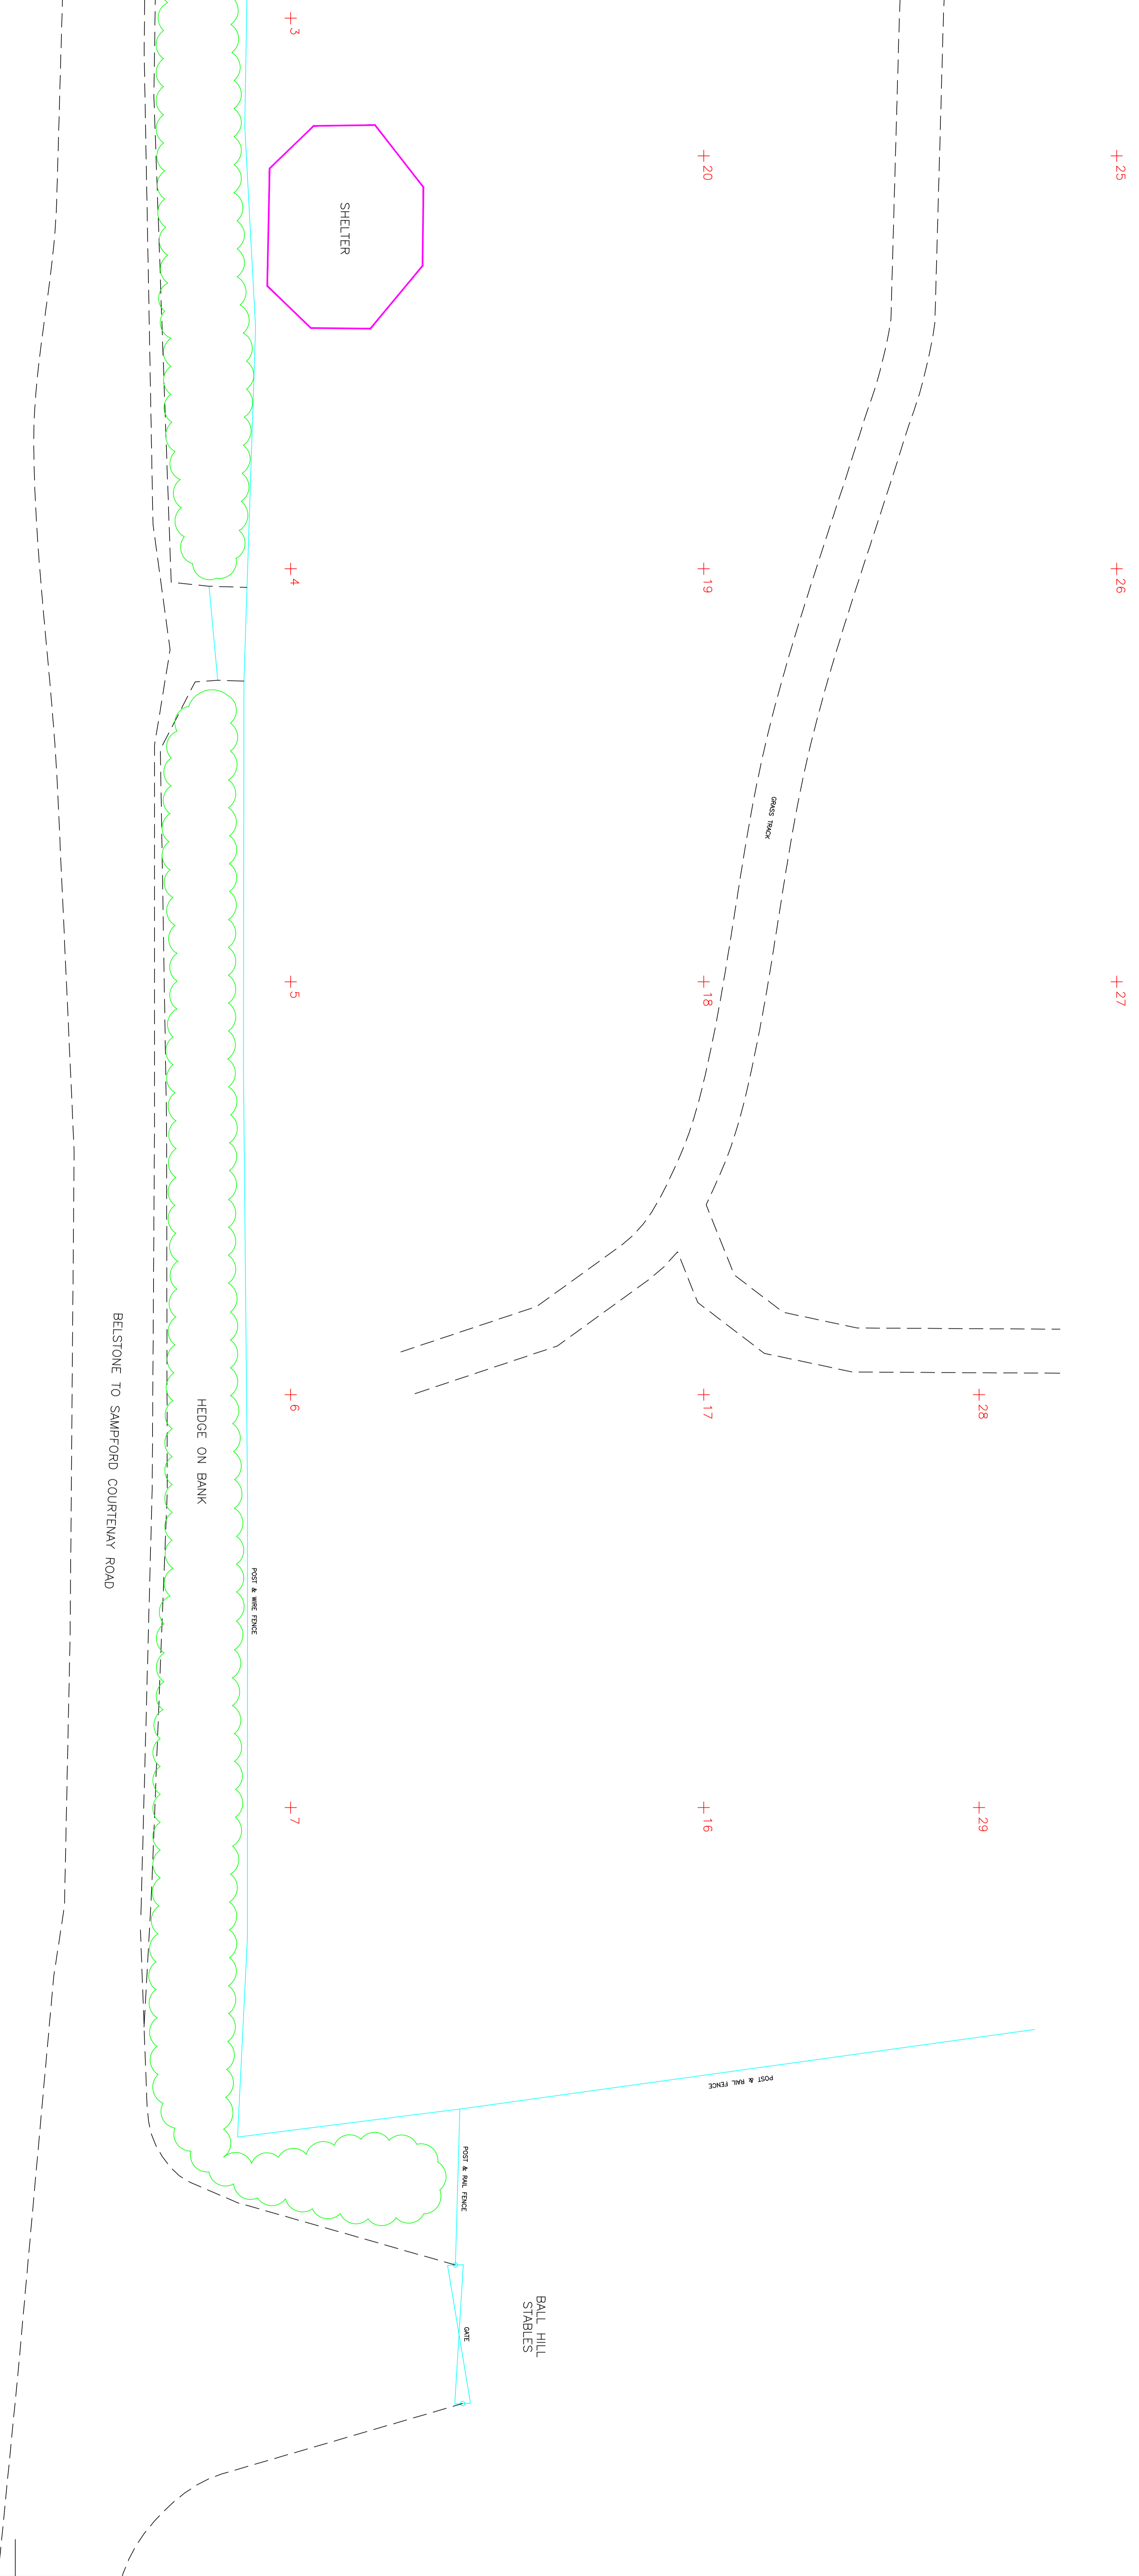 3
20
25
SHELTER
4
19
26
GRASS TRACK
5
18
27
BELSTONE TO SAMPFORD COURTENAY ROAD
HEDGE ON BANK
6
17
28
POST & WIRE FENCE
7
16
29
POST & RAIL FENCE
POST & RAIL FENCE
GATE
BALL HILL
STABLES